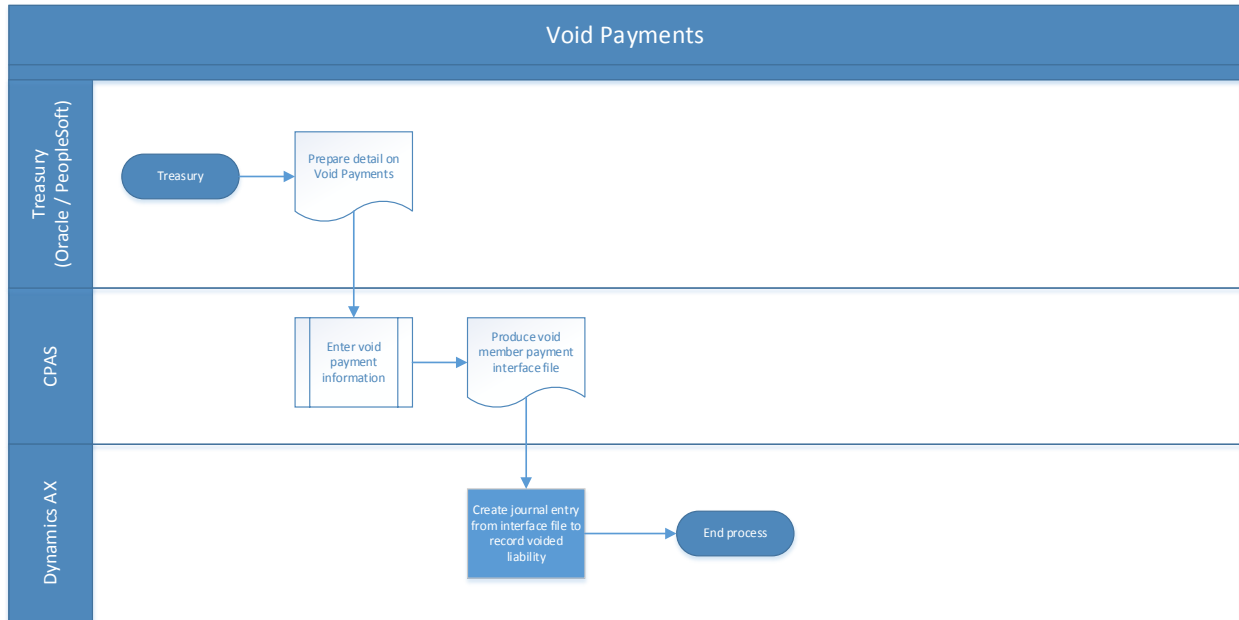 Void Payments
Treasury
(Oracle / PeopleSoft)
Treasury
Prepare detail on
Void Payments
CPAS
Enter void
payment
information
Produce void
member payment
interface file
Dynamics AX
Create journal entry
from interface file to
record voided
liability
End process